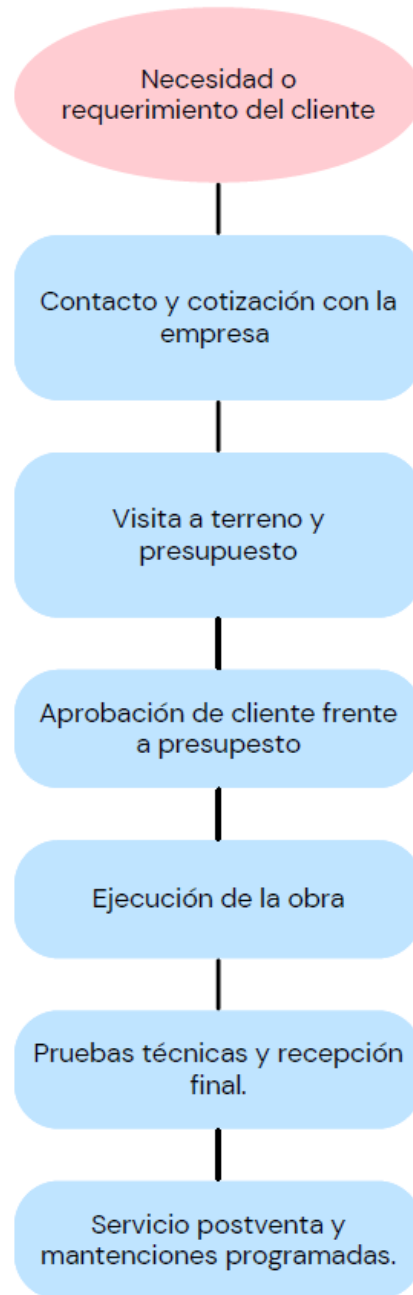 Necesidad o
requerimiento del cliente
Contacto y cotización con la
empresa
Visita a terreno y
presupuesto
Aprobación de cliente frente
a presupesto
Ejecución de la obra
Pruebas técnicas y recepción
final.
Servicio postventa y
mantenciones programadas.